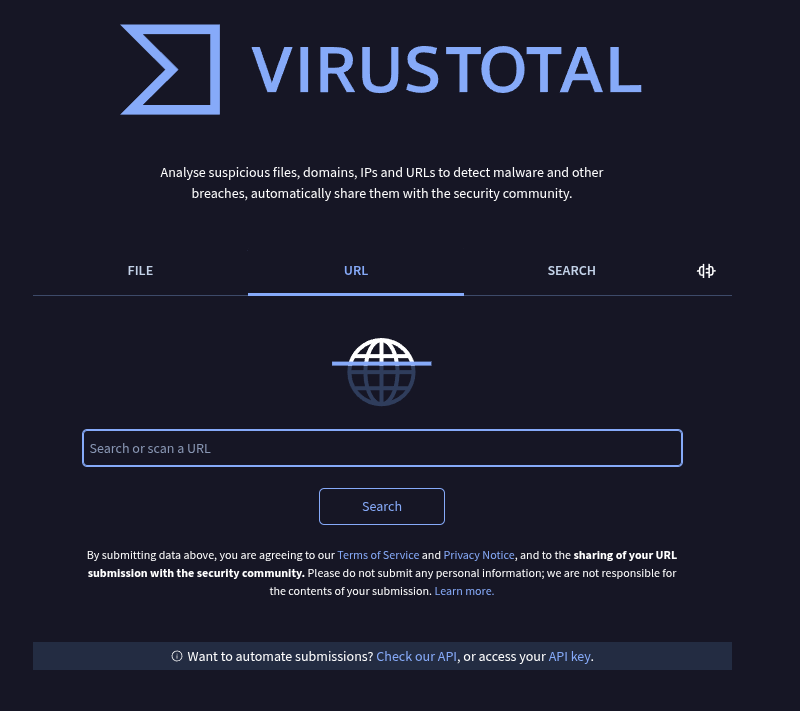 VIRUSTOTAL
Analyse suspicious files, domains, IPs and URLs to detect malware and other
breaches, automatically share them with the security community.
FILE
URL
SEARCH
Search or scan a URL
Search
By submitting data above, you are agreeing to our Terms of Service and Privacy Notice, and to the sharing of your URL
submission with the security community. Please do not submit any personal information; we are not responsible for
the contents of your submission. Learn more.
Want to automate submissions? Check our API, or access your API key.